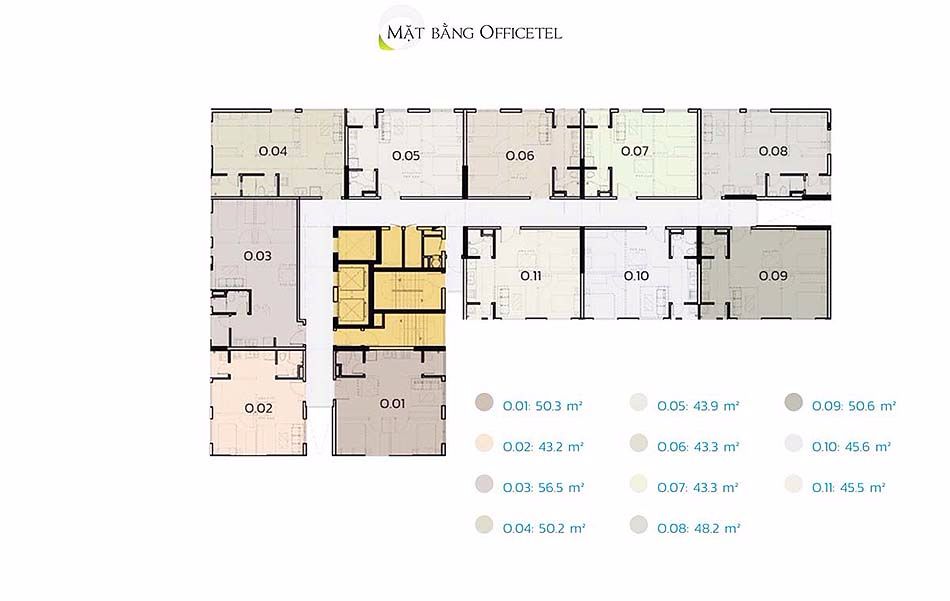 MẶT BẰNG OFFICETEL
O.04
O.05
O.06
O.07
O.08
O.03
O.11
O.10
O.09
O.02
O.01
O.01: 50.3 m²
O.05: 43.9 m²
O.09: 50.6 m²
O.02: 43.2 m²
O.06: 43.3 m²
O.10: 45.6 m²
O.03: 56.5 m²
O.07: 43.3 m²
O.11: 45.5 m²
O.04: 50.2 m²
O.08: 48.2 m²